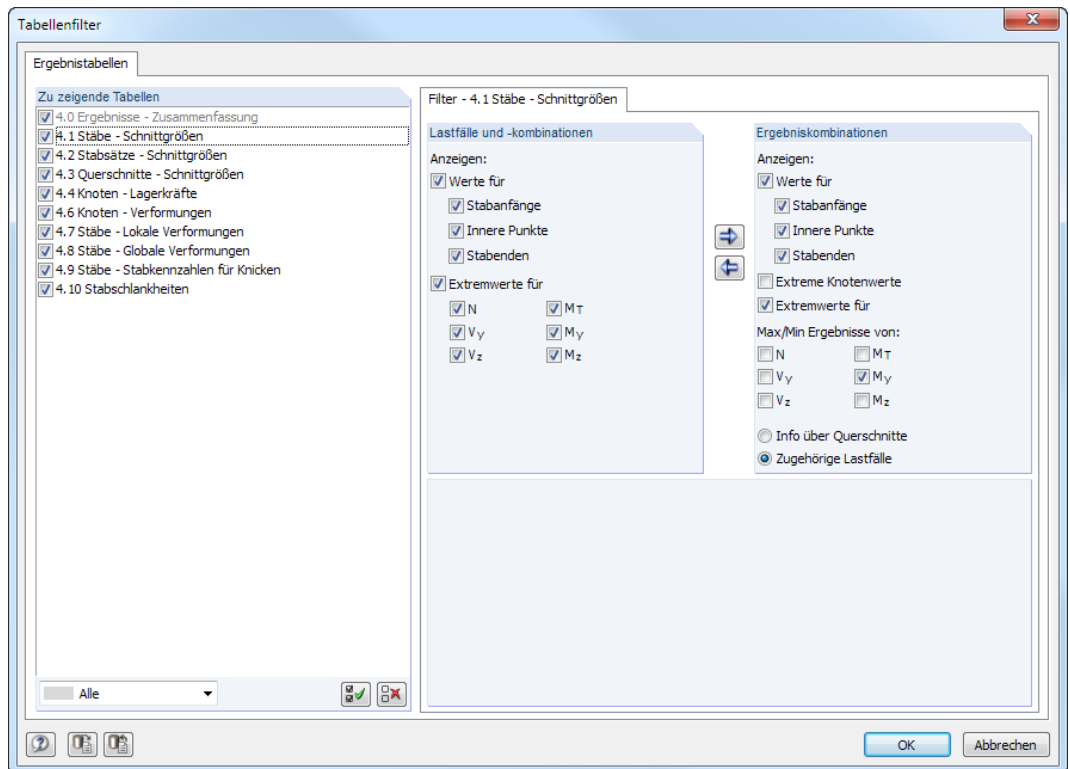 Tabellenfilter
Ergebnistabellen
Zu zeigende Tabellen
4.0 Ergebnisse - Zusammenfassung
4.1 Stäbe - Schnittgrößen
4.2 Stabsätze - Schnittgrößen
4.3 Querschnitte - Schnittgrößen
4.4 Knoten - Lagerkräfte
4.6 Knoten - Verformungen
4.7 Stäbe - Lokale Verformungen
4.8 Stäbe - Globale Verformungen
4.9 Stäbe - Stabkennzahlen für Knicken
4.10 Stabschlankheiten
Alle
Filter - 4.1 Stäbe - Schnittgrößen
Lastfälle und -kombinationen
Anzeigen:
Werte für
Stabanfänge
Innere Punkte
Stabenden
Extremwerte für
N MT
Vy My
Vz Mz
Ergebniskombinationen
Anzeigen:
Werte für
Stabanfänge
Innere Punkte
Stabenden
Extreme Knotenwerte
Extremwerte für
Max/Min Ergebnisse von:
N MT
Vy My
Vz Mz
Info über Querschnitte
Zugehörige Lastfälle
OK Abbrechen